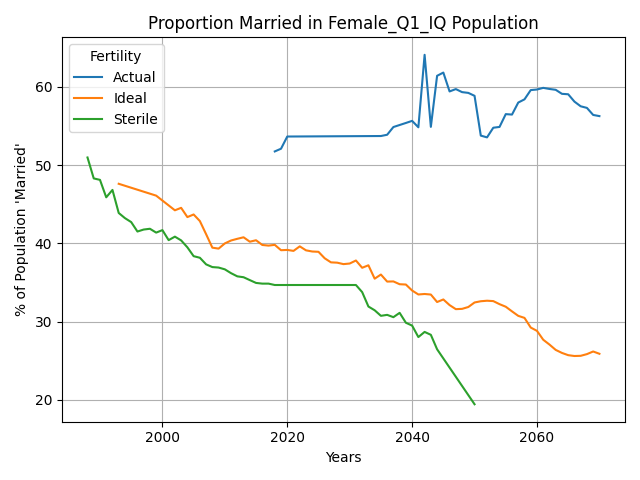 Proportion Married in Female_Q1_IQ Population
Fertility
Actual
Ideal
Sterile
% of Population 'Married'
60
50
40
30
20
2000
2020
2040
2060
Years